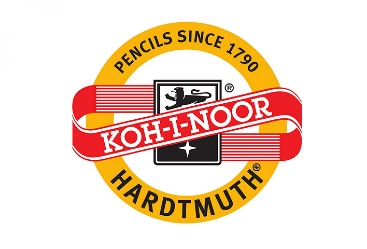 PENCILS SINCE 1790
®
KOH-I-NOOR
HARDTMUTH®